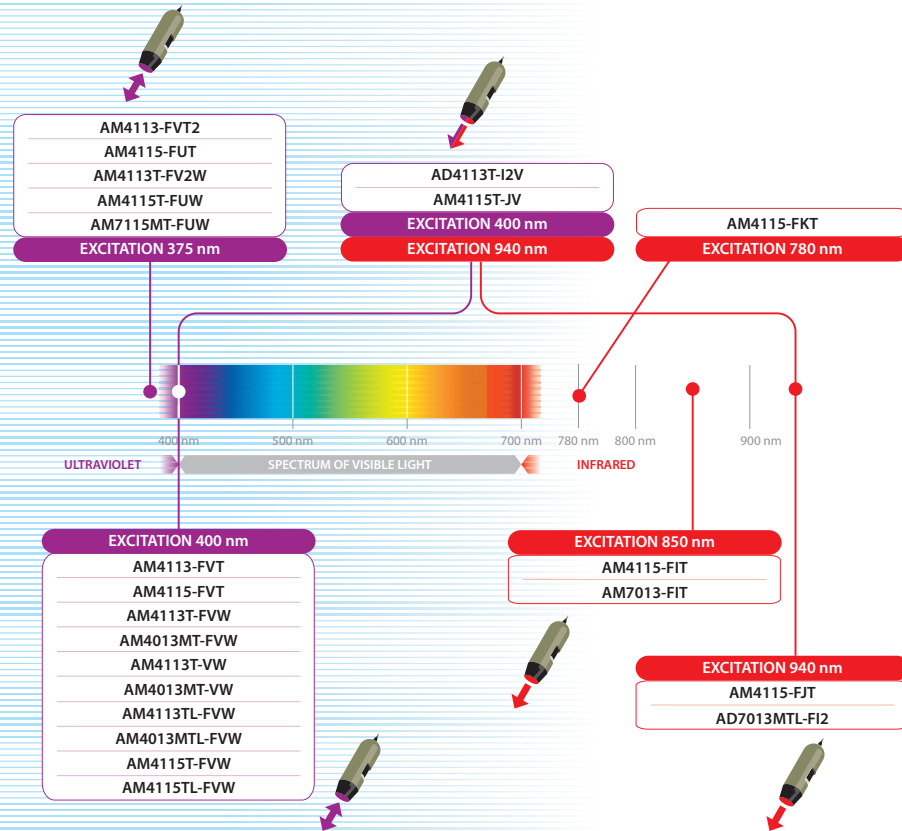 AM4113-FVT2
AM4115-FUT
AM4113T-FV2W
AM4115T-FUW
AM7115MT-FUW
EXCITATION 375 nm
AD4113T-I2V
AM4115T-JV
EXCITATION 400 nm
EXCITATION 940 nm
AM4115-FKT
EXCITATION 780 nm
400 nm 500 nm 600 nm 700 nm 780 nm 800 nm 900 nm
ULTRAVIOLET SPECTRUM OF VISIBLE LIGHT INFRARED
EXCITATION 400 nm
AM4113-FVT
AM4115-FVT
AM4113T-FVW
AM4013MT-FVW
AM4113T-VW
AM4013MT-VW
AM4113TL-FVW
AM4013MTL-FVW
AM4115T-FVW
AM4115TL-FVW
EXCITATION 850 nm
AM4115-FIT
AM7013-FIT
EXCITATION 940 nm
AM4115-FJT
AD7013MTL-FI2